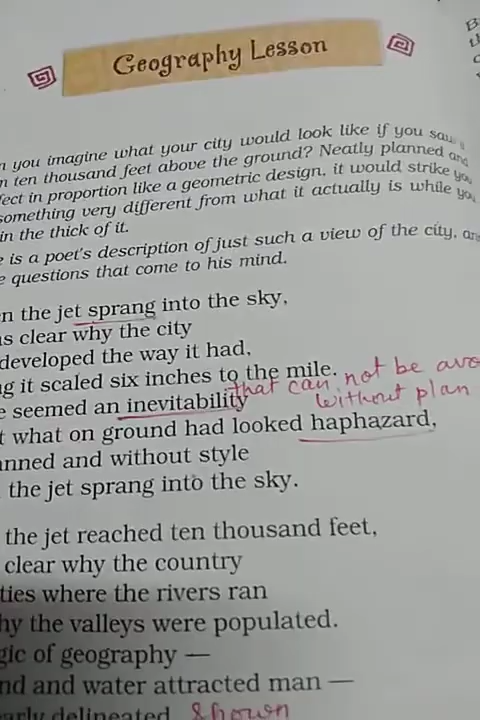 Geography Lesson
you imagine what your city would look like if you saw
ten thousand feet above the ground? Neatly planned and
fect in proportion like a geometric design, it would strike you
something very different from what it actually is while you
in the thick of it.
is a poet's description of just such a view of the city, and
questions that come to his mind.
n the jet sprang into the sky,
s clear why the city
developed the way it had,
g it scaled six inches to the mile.
that can not be avo
e seemed an inevitability
without plan
t what on ground had looked haphazard,
nned and without style
the jet sprang into the sky.
the jet reached ten thousand feet,
clear why the country
ties where the rivers ran
hy the valleys were populated.
gic of geography —
nd and water attracted man —
arly delineated
Shown